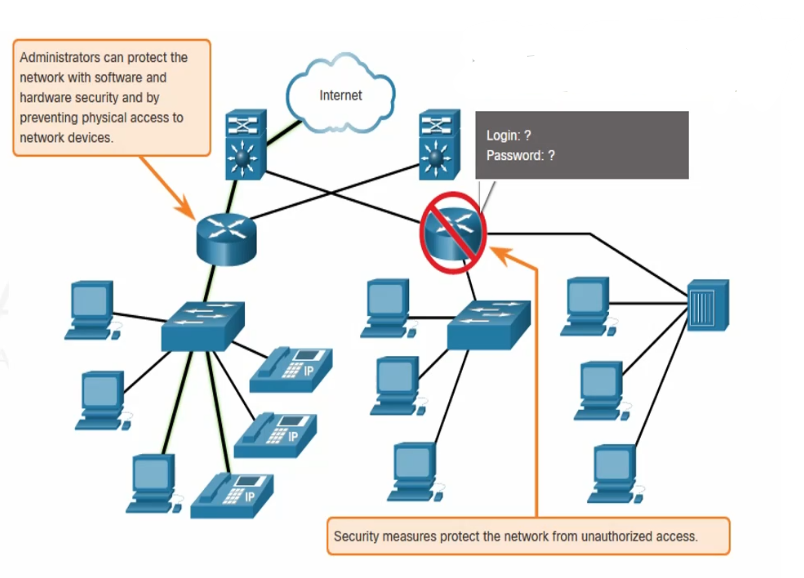 Administrators can protect the
network with software and
hardware security and by
preventing physical access to
network devices.
Internet
Login: ?
Password: ?
IP
IP
IP
Security measures protect the network from unauthorized access.